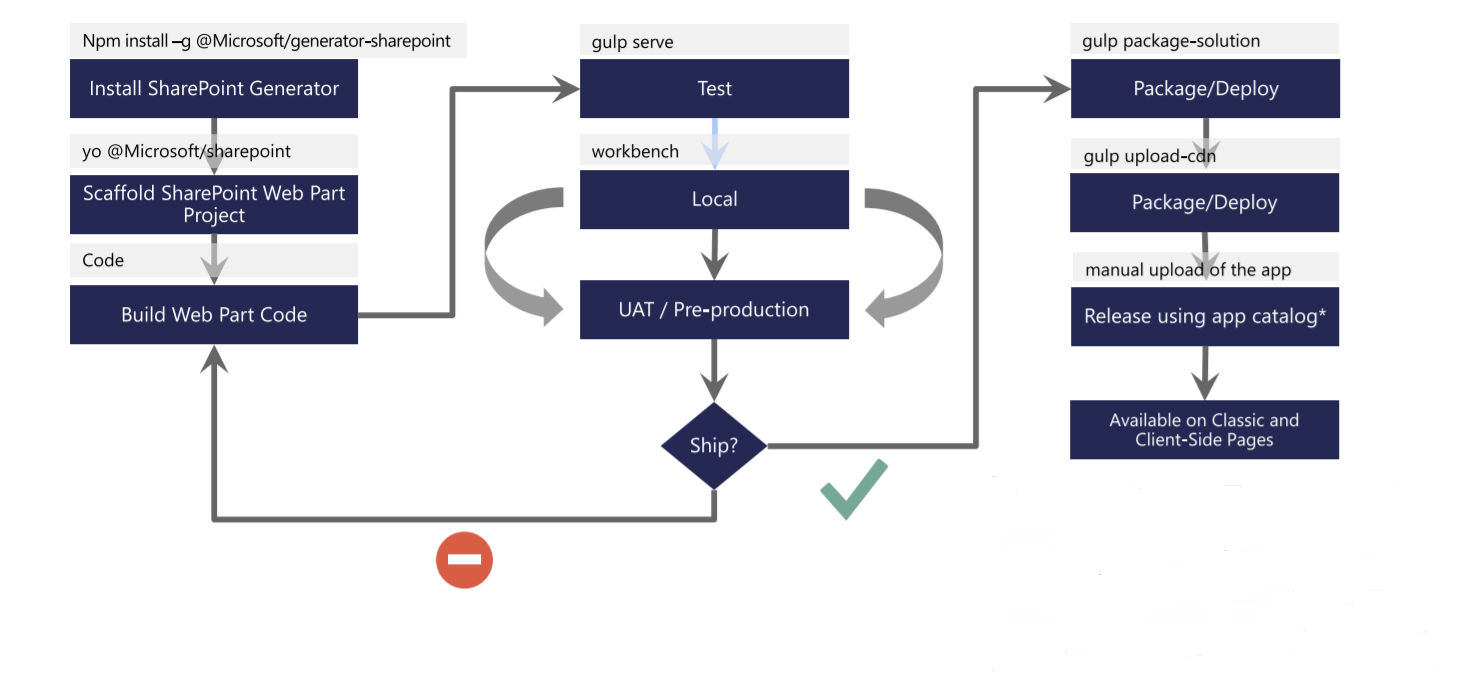 Npm install –g @Microsoft/generator-sharepoint
Install SharePoint Generator
yo @Microsoft/sharepoint
Scaffold SharePoint Web Part
Project
Code
Build Web Part Code
gulp serve
Test
workbench
Local
UAT / Pre-production
Ship?
gulp package-solution
Package/Deploy
gulp upload-cdn
Package/Deploy
manual upload of the app
Release using app catalog*
Available on Classic and
Client-Side Pages